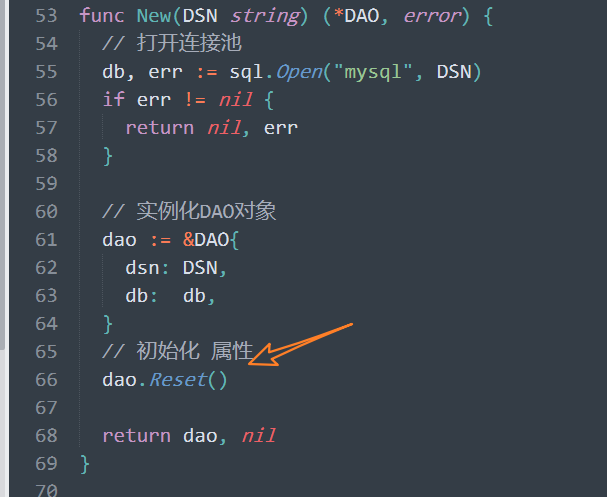 53 func New(DSN string) (*DAO, error) {
54 // 打开连接池
55 db, err := sql.Open("mysql", DSN)
56 if err != nil {
57 return nil, err
58 }
59
60 // 实例化DAO对象
61 dao := &DAO{
62 dsn: DSN,
63 db: db,
64 }
65 // 初始化 属性
66 dao.Reset()
67
68 return dao, nil
69 }
70